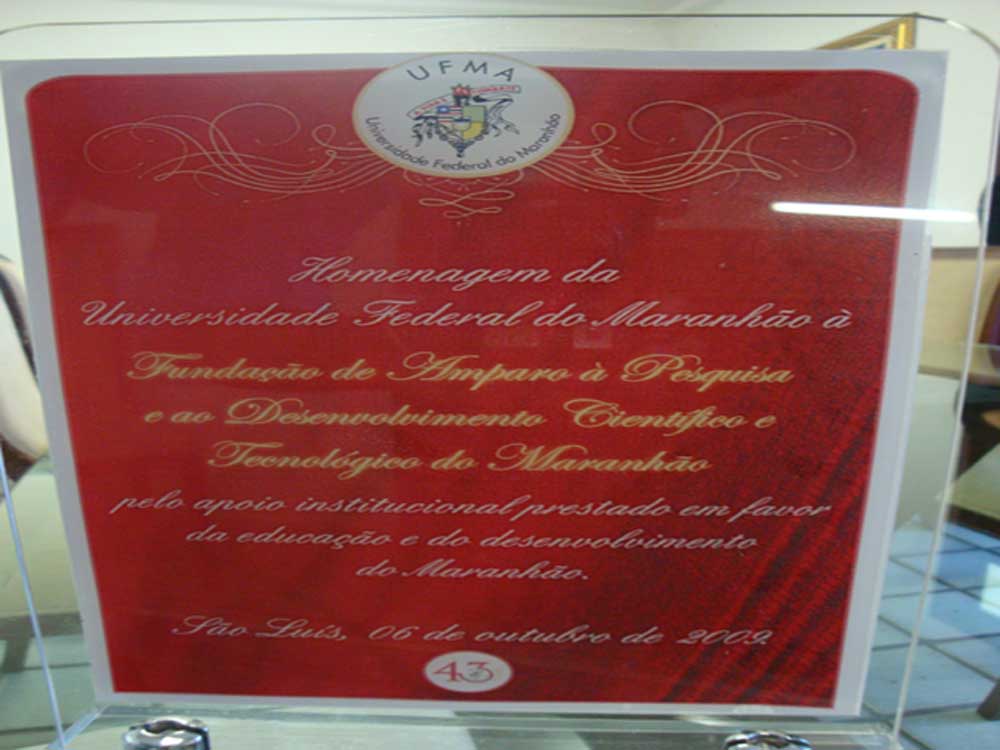 UFMA
Universidade Federal do Maranhão
Homenagem da
Universidade Federal do Maranhão à
Fundação de Amparo à Pesquisa
e ao Desenvolvimento Científico e
Tecnológico do Maranhão
pelo apoio institucional prestado em favor
da educação e do desenvolvimento
do Maranhão.
São Luís, 06 de outubro de 2009.
43